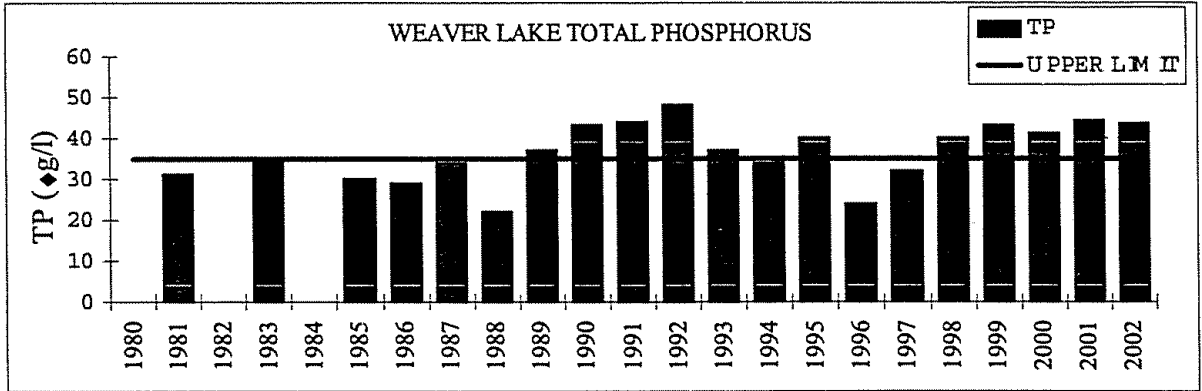 WEAVER LAKE TOTAL PHOSPHORUS
TP
UPPER LIMIT
TP (◆g/l)
60
50
40
30
20
10
0
1980 1981 1982 1983 1984 1985 1986 1987 1988 1989 1990 1991 1992 1993 1994 1995 1996 1997 1998 1999 2000 2001 2002